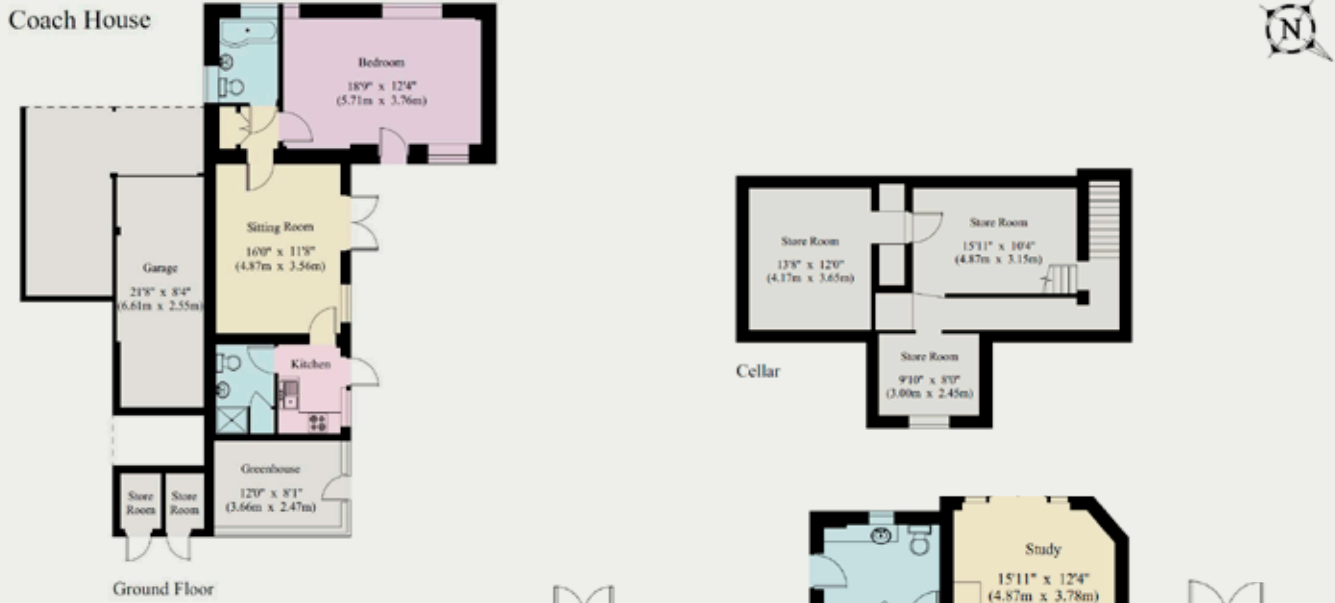 Coach House
N
Bedroom
18'9" x 12'4"
(5.71m x 3.76m)
Sitting Room
16'0" x 11'8"
(4.87m x 3.56m)
Garage
21'8" x 8'4"
(6.61m x 2.55m)
Kitchen
Greenhouse
12'0" x 8'1"
(3.66m x 2.47m)
Store
Room
Store
Room
Ground Floor
Store Room
13'8" x 12'0"
(4.17m x 3.65m)
Store Room
15'11" x 10'4"
(4.87m x 3.15m)
Store Room
9'10" x 8'0"
(3.00m x 2.45m)
Cellar
Study
15'11" x 12'4"
(4.87m x 3.78m)